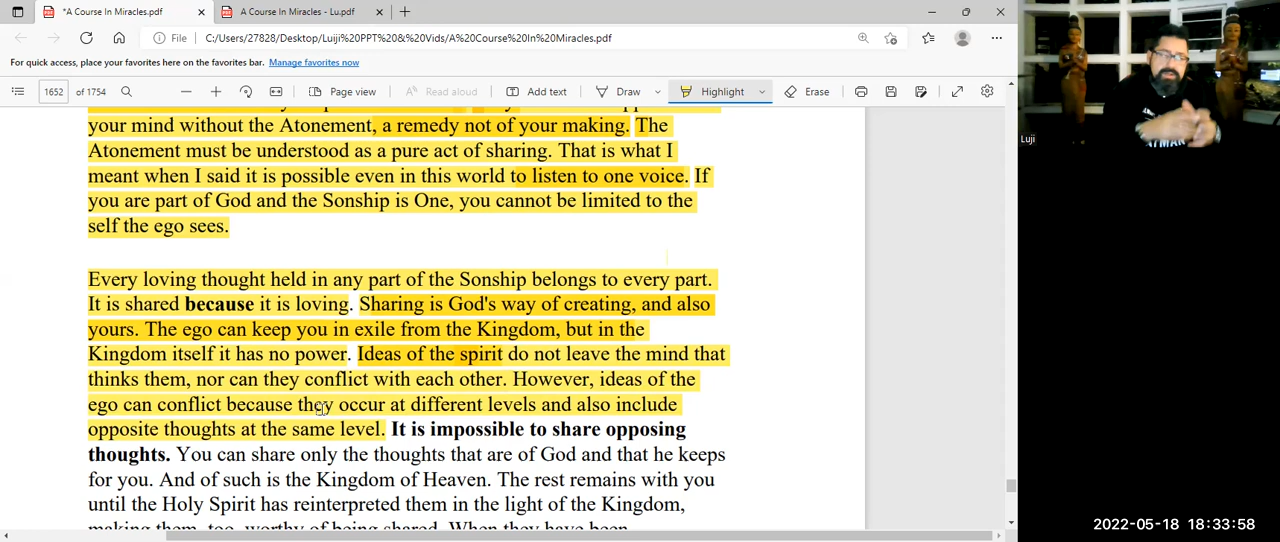 *A Course In Miracles.pdf
A Course In Miracles - Lu.pdf
File
C:/Users/27828/Desktop/Luiji%20PPT%20&%20Vids/A%20Course%20In%20Miracles.pdf
For quick access, place your favorites here on the favorites bar. Manage favorites now
1652 of 1754
Page view
Read aloud
Add text
Draw
Highlight
Erase
your mind without the Atonement, a remedy not of your making. The
Atonement must be understood as a pure act of sharing. That is what I
meant when I said it is possible even in this world to listen to one voice. If
you are part of God and the Sonship is One, you cannot be limited to the
self the ego sees.
Every loving thought held in any part of the Sonship belongs to every part.
It is shared because it is loving. Sharing is God's way of creating, and also
yours. The ego can keep you in exile from the Kingdom, but in the
Kingdom itself it has no power. Ideas of the spirit do not leave the mind that
thinks them, nor can they conflict with each other. However, ideas of the
ego can conflict because they occur at different levels and also include
opposite thoughts at the same level. It is impossible to share opposing
thoughts. You can share only the thoughts that are of God and that he keeps
for you. And of such is the Kingdom of Heaven. The rest remains with you
until the Holy Spirit has reinterpreted them in the light of the Kingdom,
making them, too, worthy of being shared. When they have been
Luji
2022-05-18 18:33:58